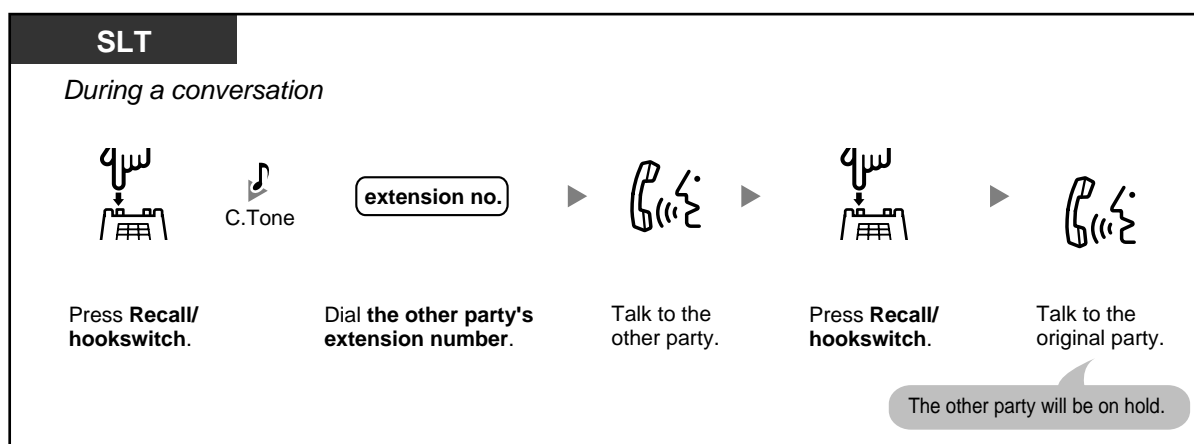 SLT
During a conversation
C.Tone
extension no.
Press Recall/
hookswitch.
Dial the other party's
extension number.
Talk to the
other party.
Press Recall/
hookswitch.
Talk to the
original party.
The other party will be on hold.